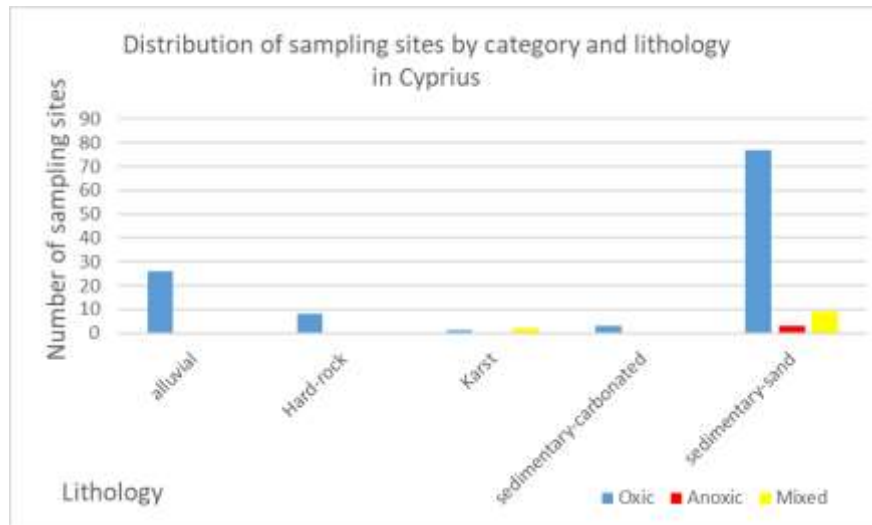 Distribution of sampling sites by category and lithology
in Cyprius
Number of sampling sites
90
80
70
60
50
40
30
20
10
0
alluvial
Hard-rock
Karst
sedimentary-carbonated
sedimentary-sand
Lithology
Oxic Anoxic Mixed